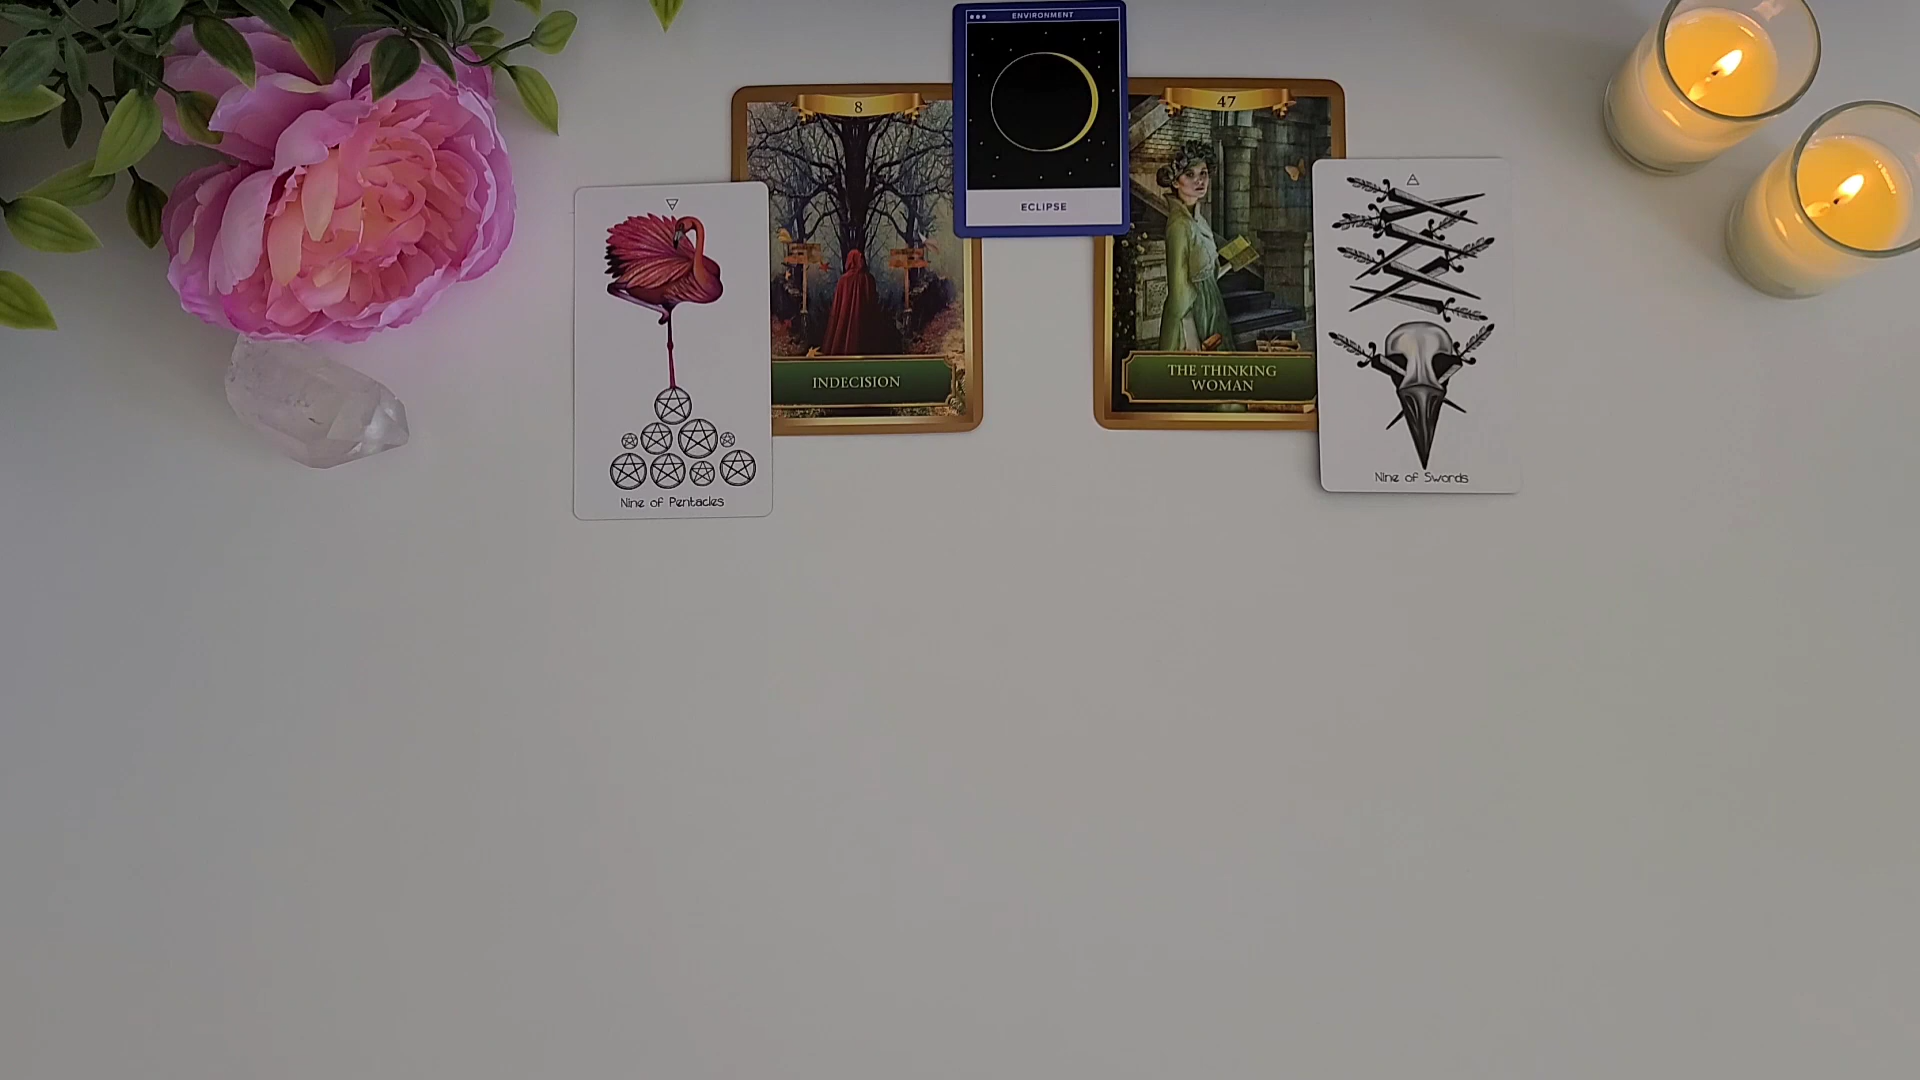 ENVIRONMENT
ECLIPSE
8
INDECISION
47
THE THINKING
WOMAN
Nine of Pentacles
Nine of Swords